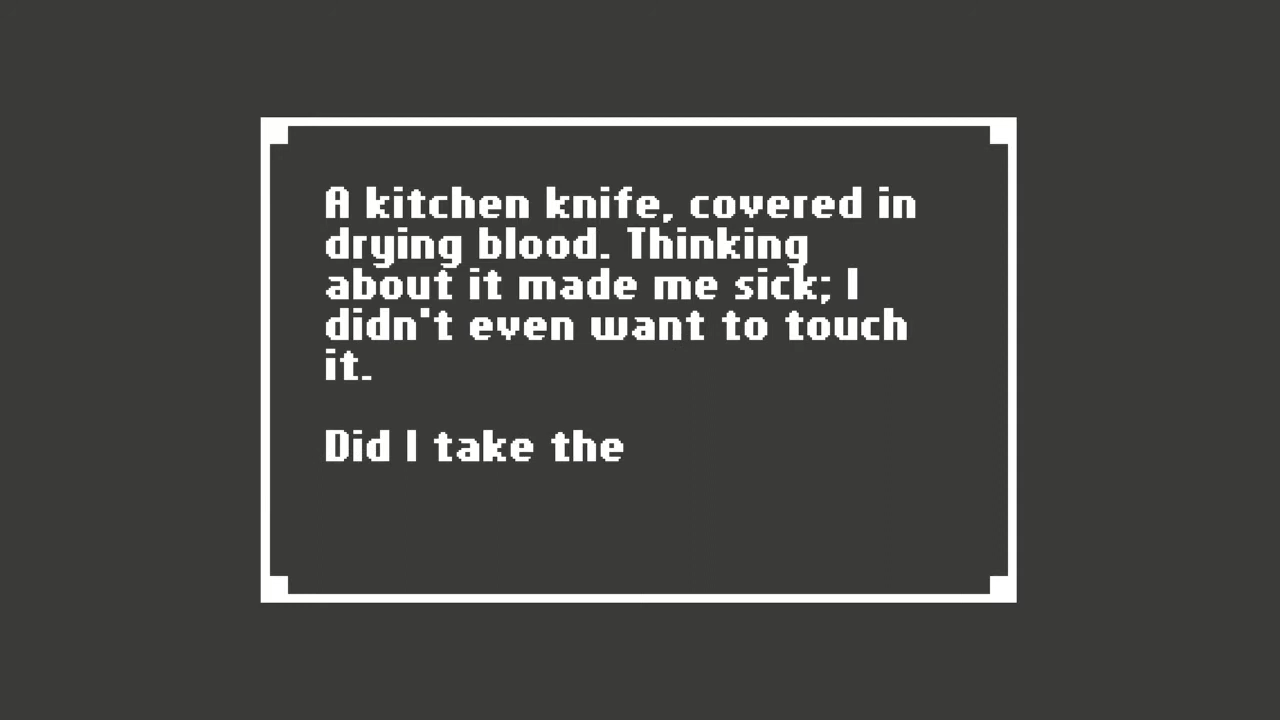 A kitchen knife, covered in
drying blood. Thinking
about it made me sick; I
didn't even want to touch
it.
Did I take the